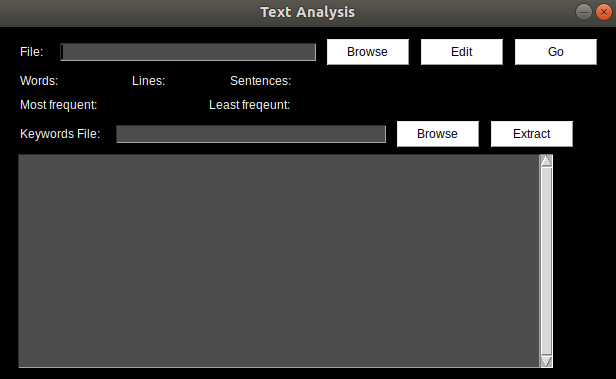 Text Analysis
File: Browse Edit Go
Words: Lines: Sentences:
Most frequent: Least freqeunt:
Keywords File: Browse Extract